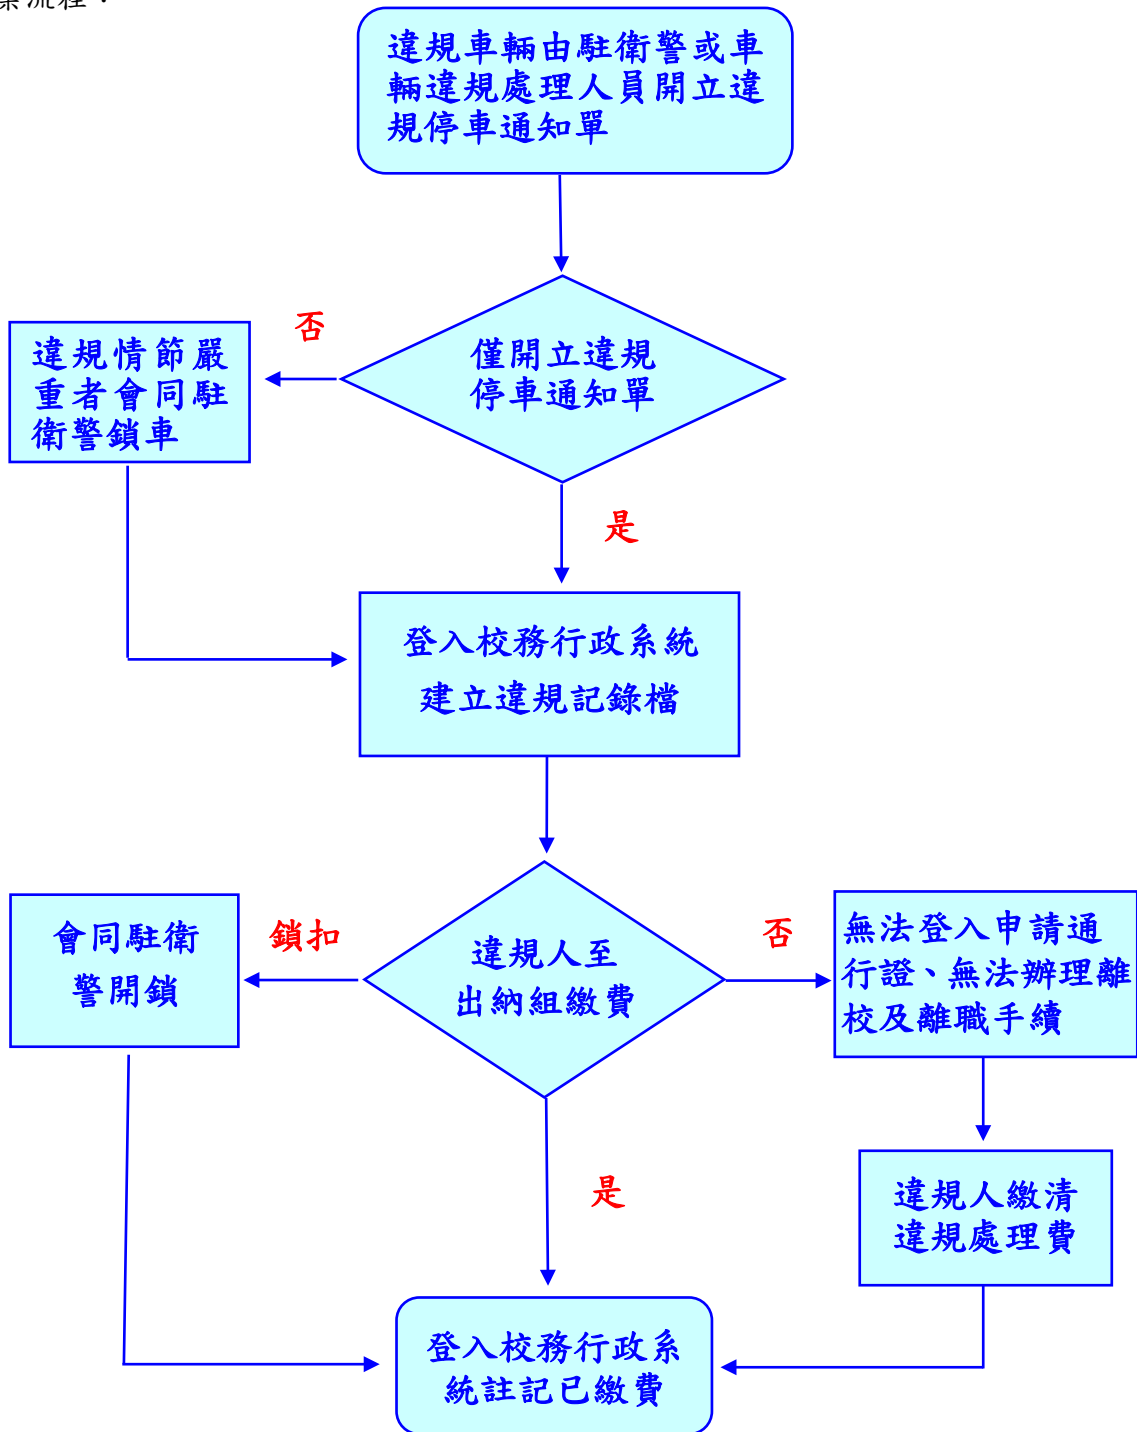 流程：
違規車輛由駐衛警或車
輛違規處理人員開立違
規停車通知單
否
違規情節嚴
重者會同駐
衛警鎖車
僅開立違規
停車通知單
是
登入校務行政系統
建立違規記錄檔
會同駐衛
警開鎖
鎖扣
違規人至
出納組繳費
否
無法登入申請通
行證、無法辦理離
校及離職手續
是
違規人繳清
違規處理費
登入校務行政系
統註記已繳費